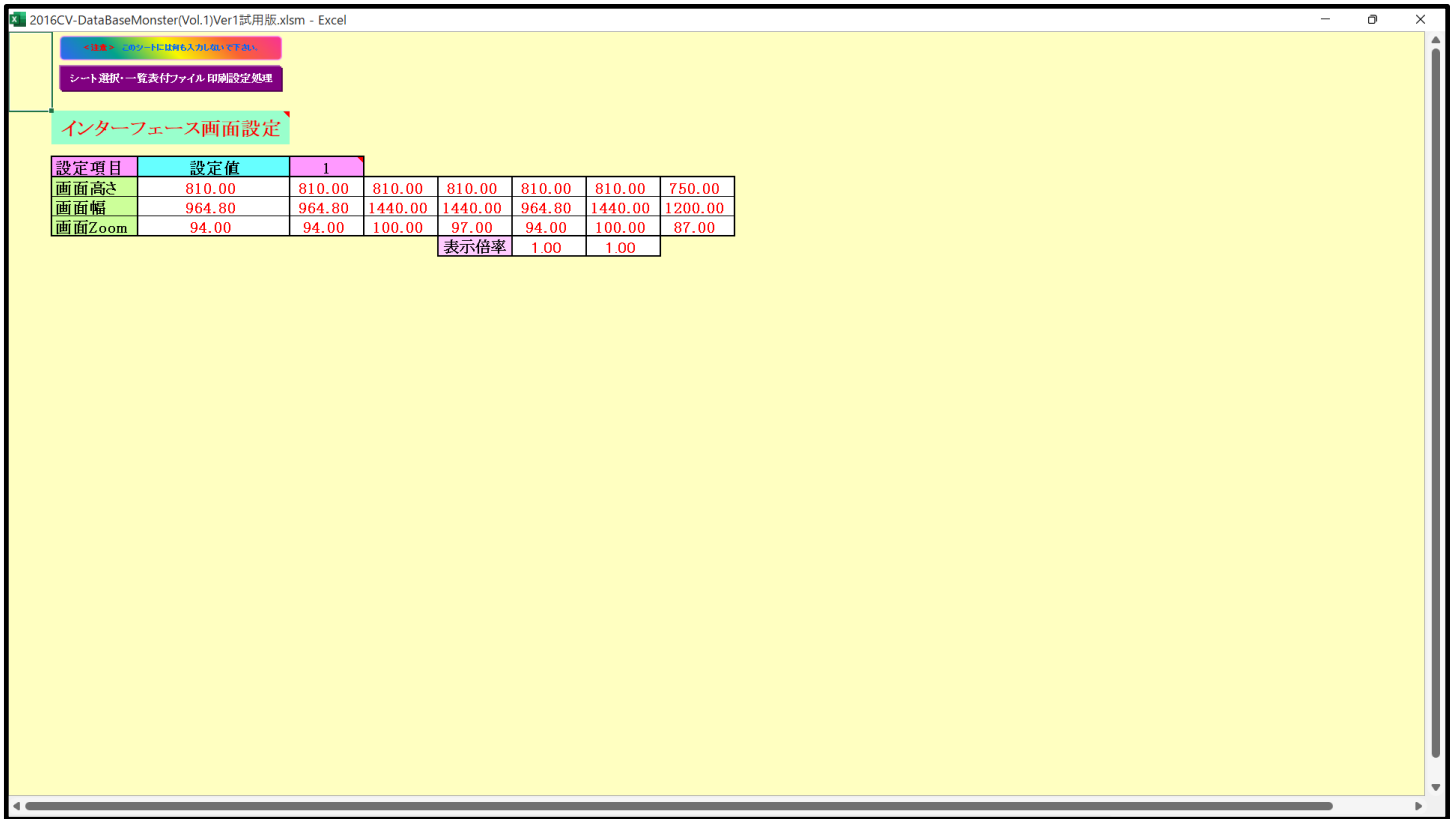 2016CV-DataBaseMonster(Vol.1)Ver1試用版.xlsm - Excel
<注意> このシートには何も入力しないで下さい。
シート選択・一覧表付ファイル 印刷設定処理
インターフェース画面設定
設定項目 設定値 1
画面高さ 810.00 810.00 810.00 810.00 810.00 810.00 750.00
画面幅 964.80 964.80 1440.00 1440.00 964.80 1440.00 1200.00
画面Zoom 94.00 94.00 100.00 97.00 94.00 100.00 87.00
表示倍率 1.00 1.00